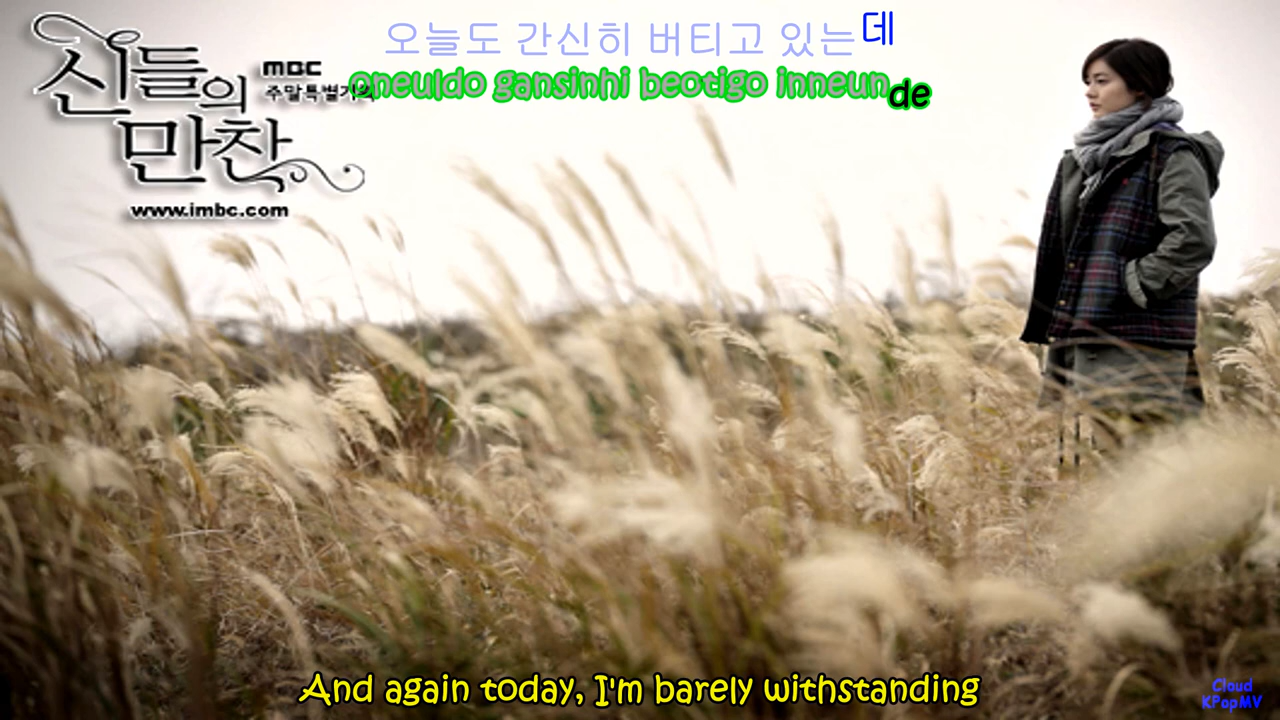 신들의
만찬
MBC
주말특별기획
www.imbc.com
오늘도 간신히 버티고 있는데
oneuldo gansinhi beotigo inneunde
And again today, I'm barely withstanding
Cloud
KPopMV